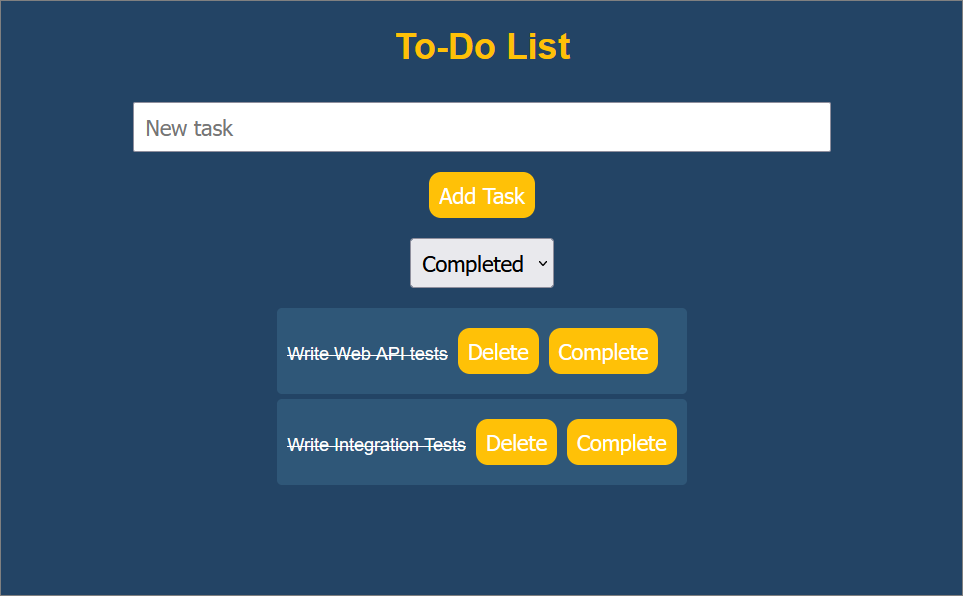 To-Do List
New task
Add Task
Completed
Write Web API tests Delete Complete
Write Integration Tests Delete Complete